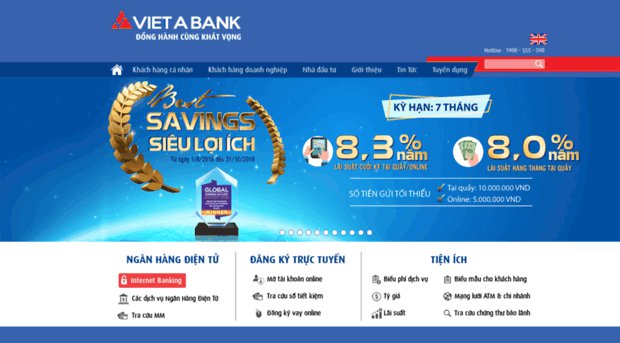 VIET A BANK
ĐỒNG HÀNH CÙNG KHÁT VỌNG
Hotline 1900 - 555 - 590
Khách hàng cá nhân Khách hàng doanh nghiệp Nhà đầu tư Giới thiệu Tin Tức Tuyển dụng
Best
SAVINGS
SIÊU LỢI ÍCH
KỲ HẠN: 7 THÁNG
8,3%
năm
LÃI SUẤT CUỐI KỲ TẠI QUẦY/ONLINE
8,0%
năm
LÃI SUẤT HÀNG THÁNG TẠI QUẦY
SỐ TIỀN GỬI TỐI THIỂU
Tại quầy: 10.000.000 VND
Online: 5.000.000 VND
GLOBAL
WINNER
NGÂN HÀNG ĐIỆN TỬ
Internet Banking
Các dịch vụ Ngân Hàng Điện Tử
Tra cứu MM
ĐĂNG KÝ TRỰC TUYẾN
Mở tài khoản online
Tra cứu sổ tiết kiệm
Đăng ký vay online
TIỆN ÍCH
Biểu phí dịch vụ
Tỷ giá
Lãi suất
Biểu mẫu cho khách hàng
Mạng lưới ATM & chi nhánh
Tra cứu chứng thư bảo lãnh